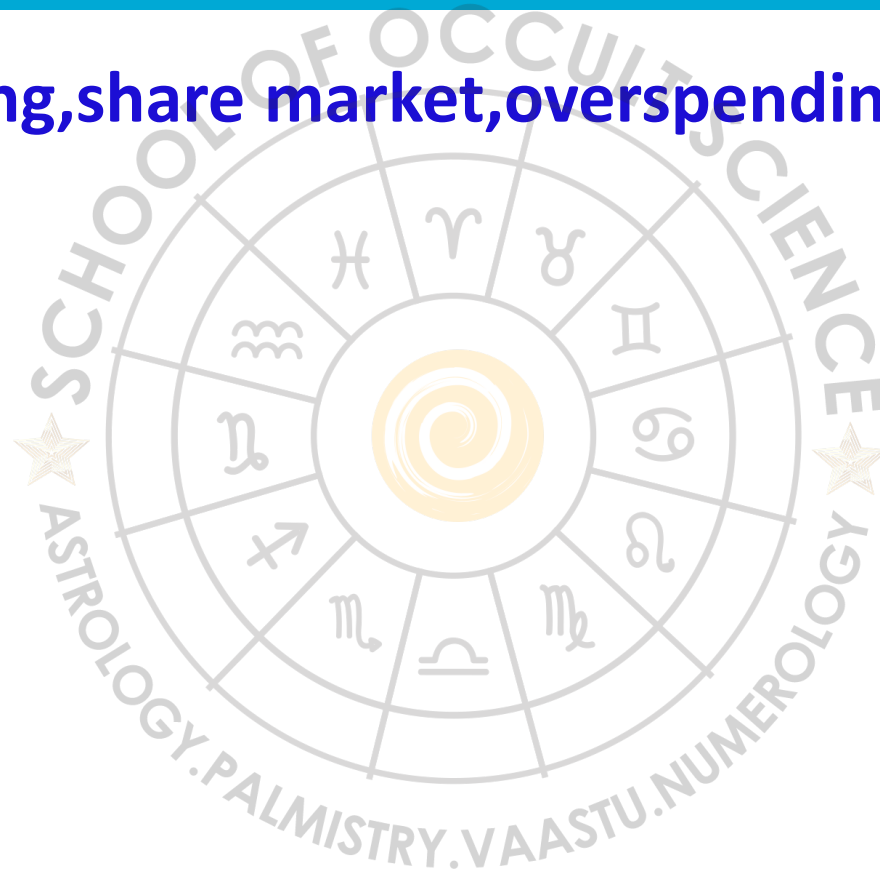 ng,share market,overspendin
SCHOOL OF OCCULT SCIENCE
ASTROLOGY.PALMISTRY.VAASTU.NUMEROLOGY